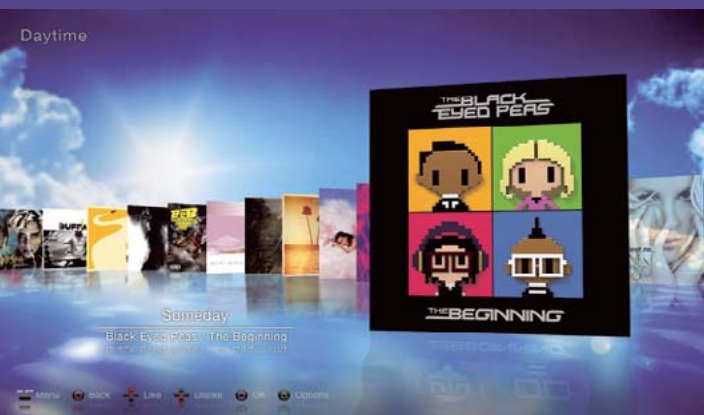 Daytime
THE BLACK
EYED PEAS
BUFFA
THE BEGINNING
Someday
Black Eyed Peas / The Beginning
Menu Back Like Dislike OK Options